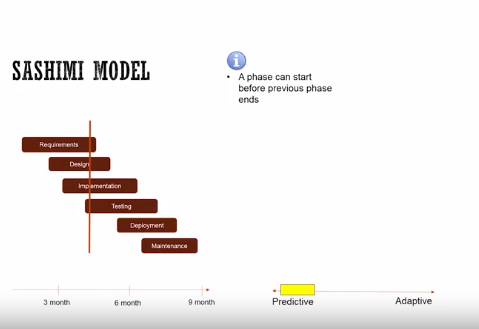 SASHIMI MODEL
i
• A phase can start
before previous phase
ends
Requirements
Design
Implementation
Testing
Deployment
Maintenance
3 month
6 month
9 month
Predictive
Adaptive